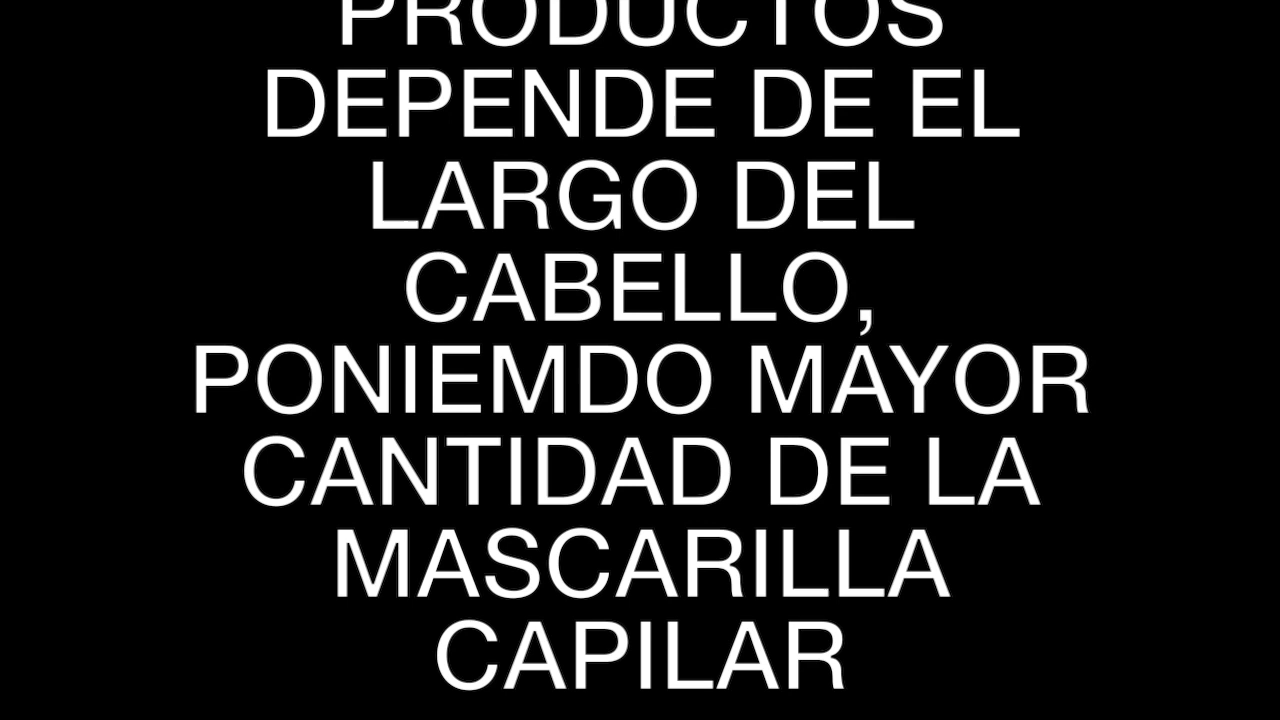 PRODUCTOS
DEPENDE DE EL
LARGO DEL
CABELLO,
PONIEMDO MAYOR
CANTIDAD DE LA
MASCARILLA
CAPILAR